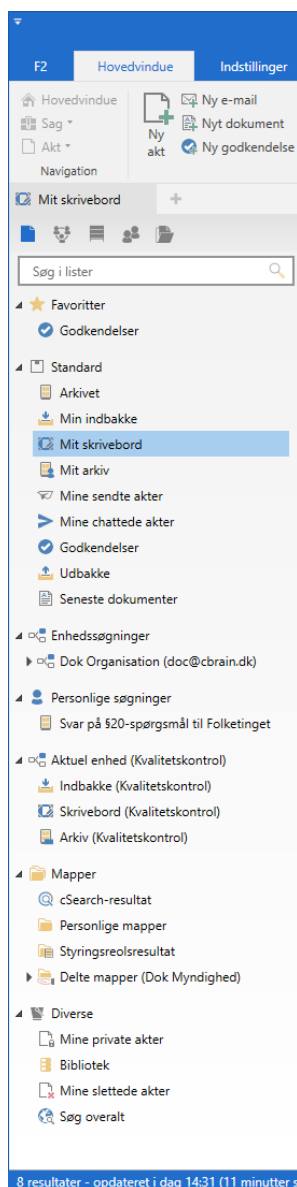 F2 Hovedvindue Indstillinger
Hovedvindue
Sag
Akt
Navigation
Ny akt
Ny e-mail
Nyt dokument
Ny godkendelse
Mit skrivebord +
Søg i lister
Favoritter
Godkendelser
Standard
Arkivet
Min indbakke
Mit skrivebord
Mit arkiv
Mine sendte akter
Mine chattede akter
Godkendelser
Udbakke
Seneste dokumenter
Enhedssøgninger
Dok Organisation (doc@cbrain.dk)
Personlige søgninger
Svar på §20-spørgsmål til Folketinget
Aktuel enhed (Kvalitetskontrol)
Indbakke (Kvalitetskontrol)
Skrivebord (Kvalitetskontrol)
Arkiv (Kvalitetskontrol)
Mapper
cSearch-resultat
Personlige mapper
Styringsreolsresultat
Delte mapper (Dok Myndighed)
Diverse
Mine private akter
Bibliotek
Mine slettede akter
Søg overalt
8 resultater - opdateret i dag 14:31 (11 minutter s